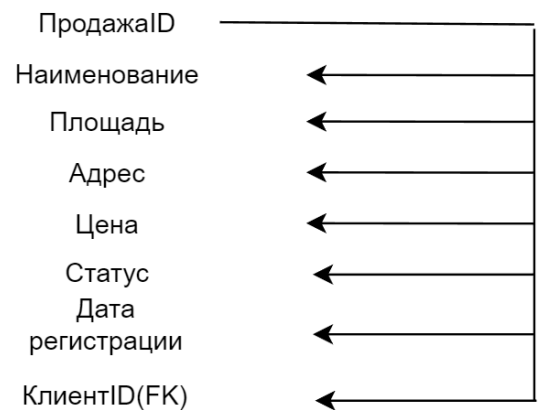 ПродажаID
Наименование
Площадь
Адрес
Цена
Статус
Дата
регистрации
КлиентID(FK)